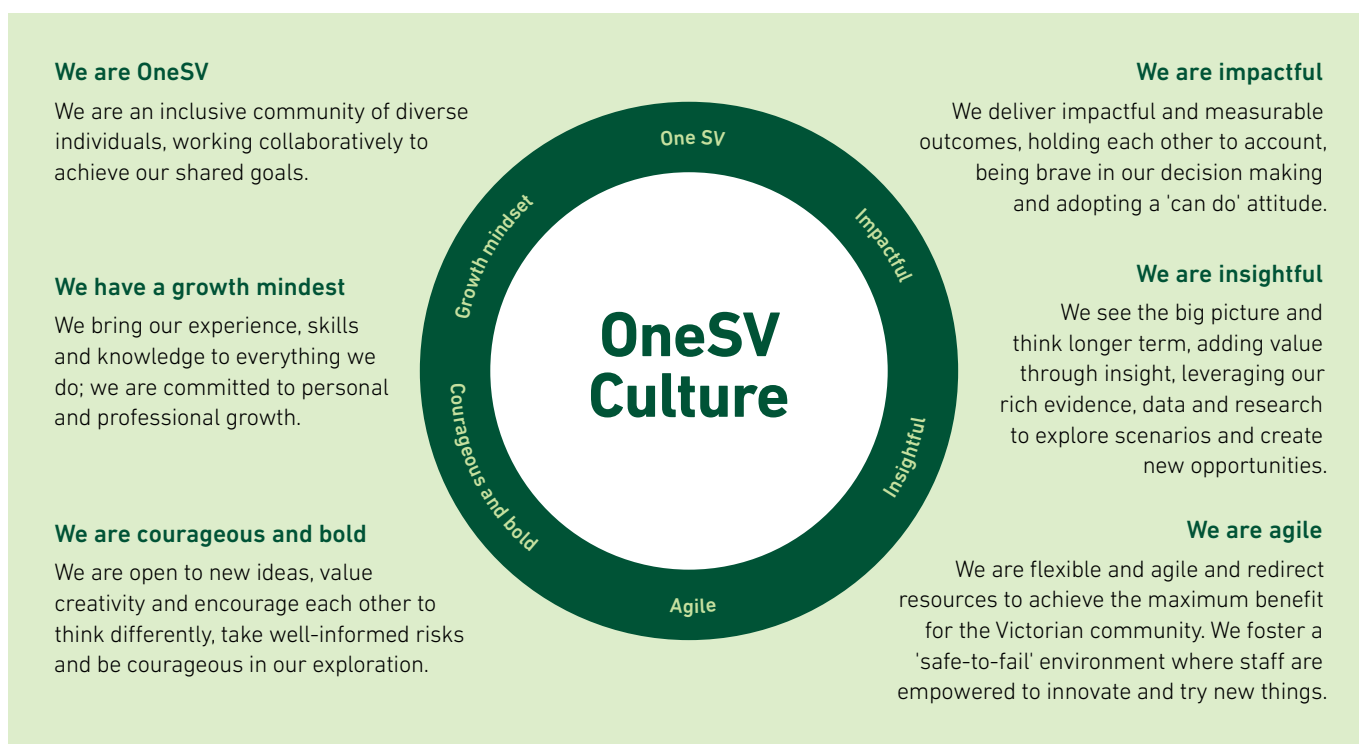 We are OneSV
We are an inclusive community of diverse
individuals, working collaboratively to
achieve our shared goals.
We have a growth mindest
We bring our experience, skills
and knowledge to everything we
do; we are committed to personal
and professional growth.
We are courageous and bold
We are open to new ideas, value
creativity and encourage each other to
think differently, take well-informed risks
and be courageous in our exploration.
One SV
Impactful
Insightful
Agile
Courageous and bold
Growth mindset
OneSV
Culture
We are impactful
We deliver impactful and measurable
outcomes, holding each other to account,
being brave in our decision making
and adopting a 'can do' attitude.
We are insightful
We see the big picture and
think longer term, adding value
through insight, leveraging our
rich evidence, data and research
to explore scenarios and create
new opportunities.
We are agile
We are flexible and agile and redirect
resources to achieve the maximum benefit
for the Victorian community. We foster a
'safe-to-fail' environment where staff are
empowered to innovate and try new things.